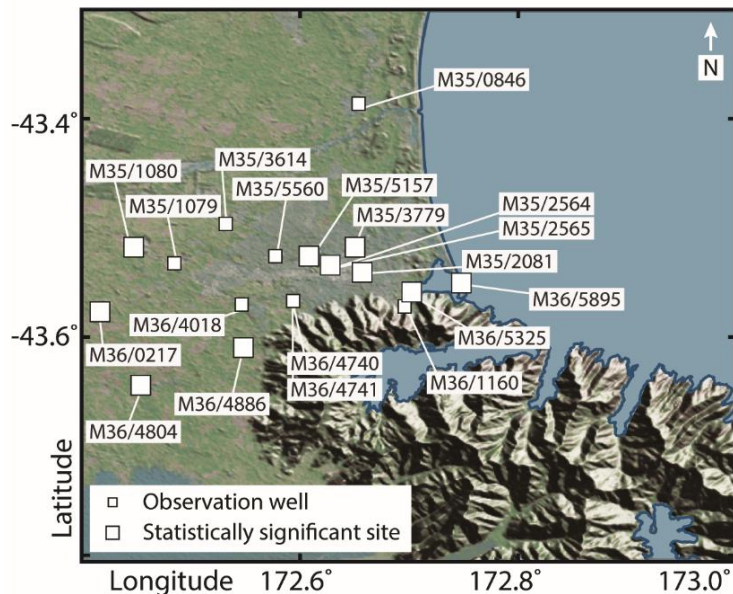 N
M35/0846
-43.4°
M35/3614
M35/1080
M35/5560
M35/5157
M35/1079
M35/3779
M35/2564
M35/2565
M35/2081
M36/5895
-43.6°
M36/4018
M36/0217
M36/4740
M36/4741
M36/5325
M36/1160
M36/4886
M36/4804
Latitude
Observation well
Statistically significant site
Longitude 172.6° 172.8° 173.0°